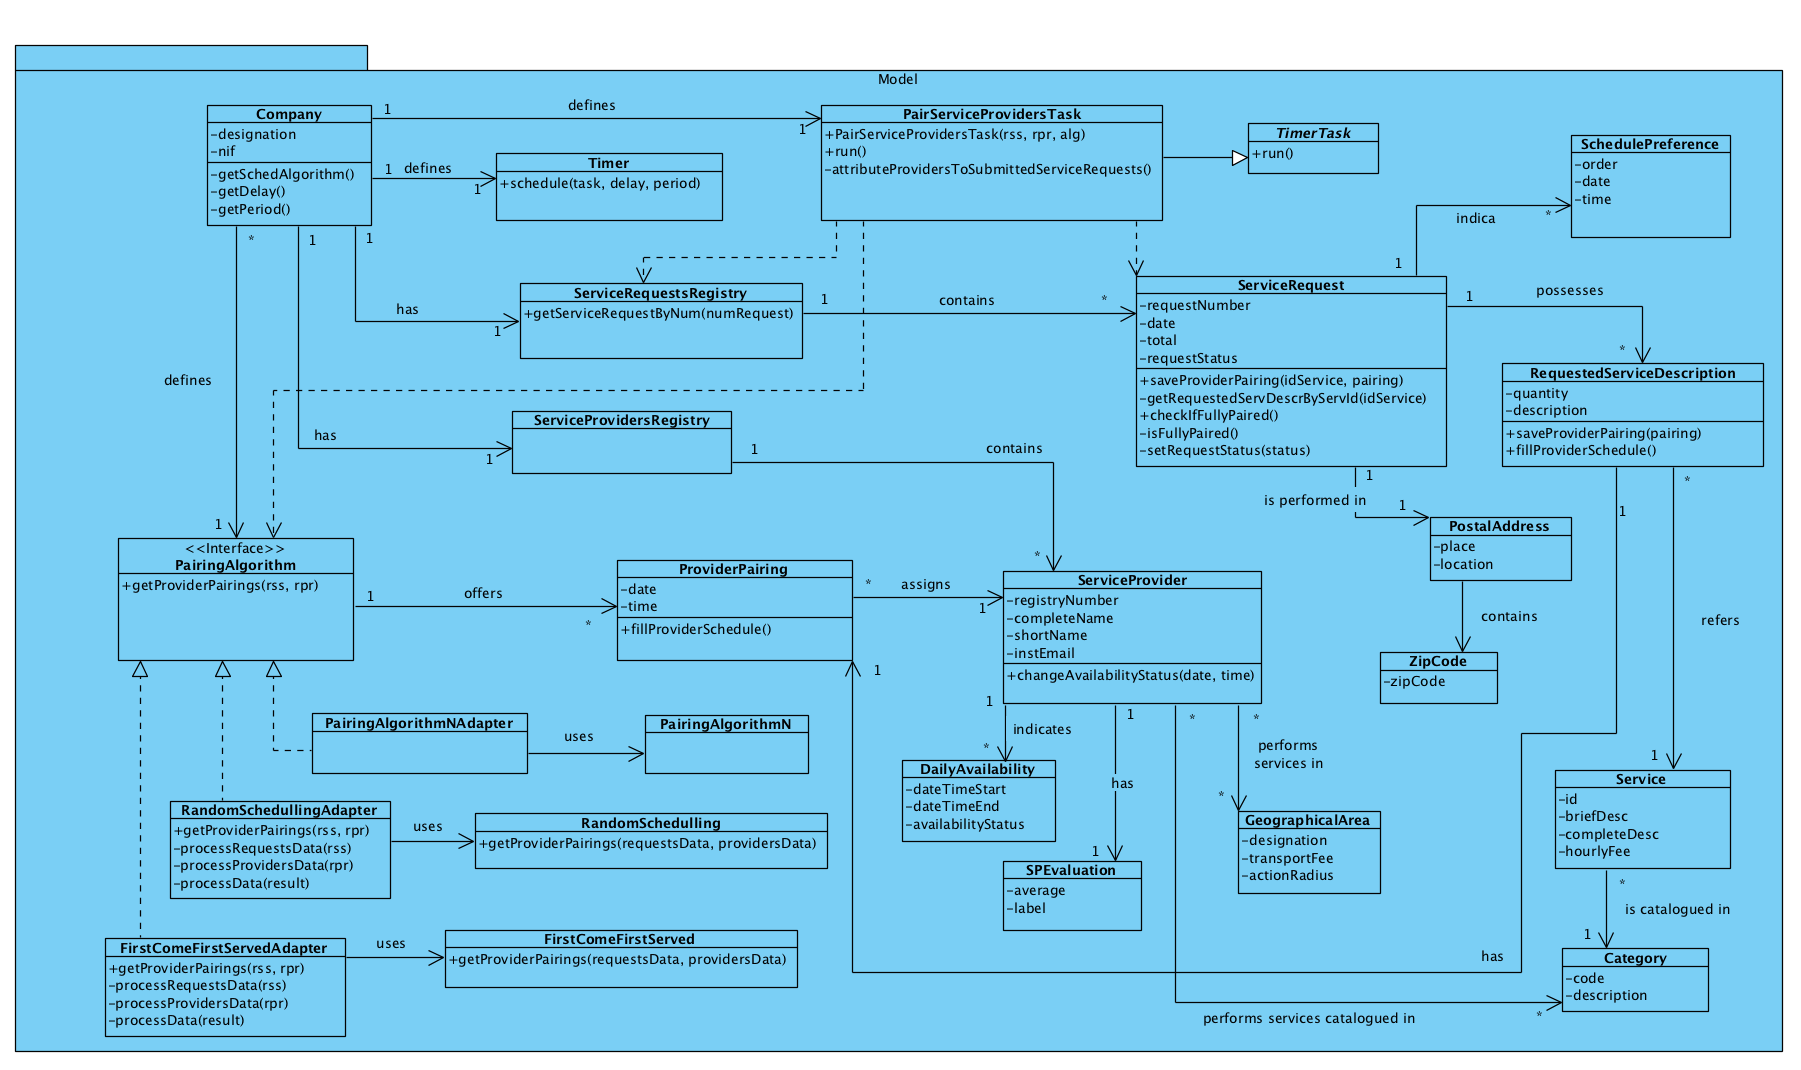 Model
Company
-designation
-nif
-getSchedAlgorithm()
-getDelay()
-getPeriod()
1
defines
1
PairServiceProvidersTask
+PairServiceProvidersTask(rss, rpr, alg)
+run()
-attributeProvidersToSubmittedServiceRequests()
TimerTask
+run()
SchedulePreference
-order
-date
-time
1
defines
1
Timer
+schedule(task, delay, period)
indica
*
1
*
1
1
has
1
ServiceRequestsRegistry
+getServiceRequestByNum(numRequest)
1
contains
*
ServiceRequest
-requestNumber
-date
-total
-requestStatus
+saveProviderPairing(idService, pairing)
-getRequestedServDescrByServId(idService)
+checkIfFullyPaired()
-isFullyPaired()
-setRequestStatus(status)
1
possesses
*
RequestedServiceDescription
-quantity
-description
+saveProviderPairing(pairing)
+fillProviderSchedule()
defines
1
has
1
ServiceProvidersRegistry
1
contains
*
1
is performed in
1
PostalAddress
-place
-location
contains
ZipCode
-zipCode
1
*
refers
1
<<Interface>>
PairingAlgorithm
+getProviderPairings(rss, rpr)
1
offers
*
ProviderPairing
-date
-time
+fillProviderSchedule()
*
assigns
1
1
ServiceProvider
-registryNumber
-completeName
-shortName
-instEmail
+changeAvailabilityStatus(date, time)
1
indicates
*
1
has
1
*
*
performs
services in
*
PairingAlgorithmNAdapter
uses
PairingAlgorithmN
DailyAvailability
-dateTimeStart
-dateTimeEnd
-availabilityStatus
GeographicalArea
-designation
-transportFee
-actionRadius
Service
-id
-briefDesc
-completeDesc
-hourlyFee
RandomSchedullingAdapter
+getProviderPairings(rss, rpr)
-processRequestsData(rss)
-processProvidersData(rpr)
-processData(result)
uses
RandomSchedulling
+getProviderPairings(requestsData, providersData)
SPEvaluation
-average
-label
*
is catalogued in
1
FirstComeFirstServedAdapter
+getProviderPairings(rss, rpr)
-processRequestsData(rss)
-processProvidersData(rpr)
-processData(result)
uses
FirstComeFirstServed
+getProviderPairings(requestsData, providersData)
has
Category
-code
-description
performs services catalogued in
*